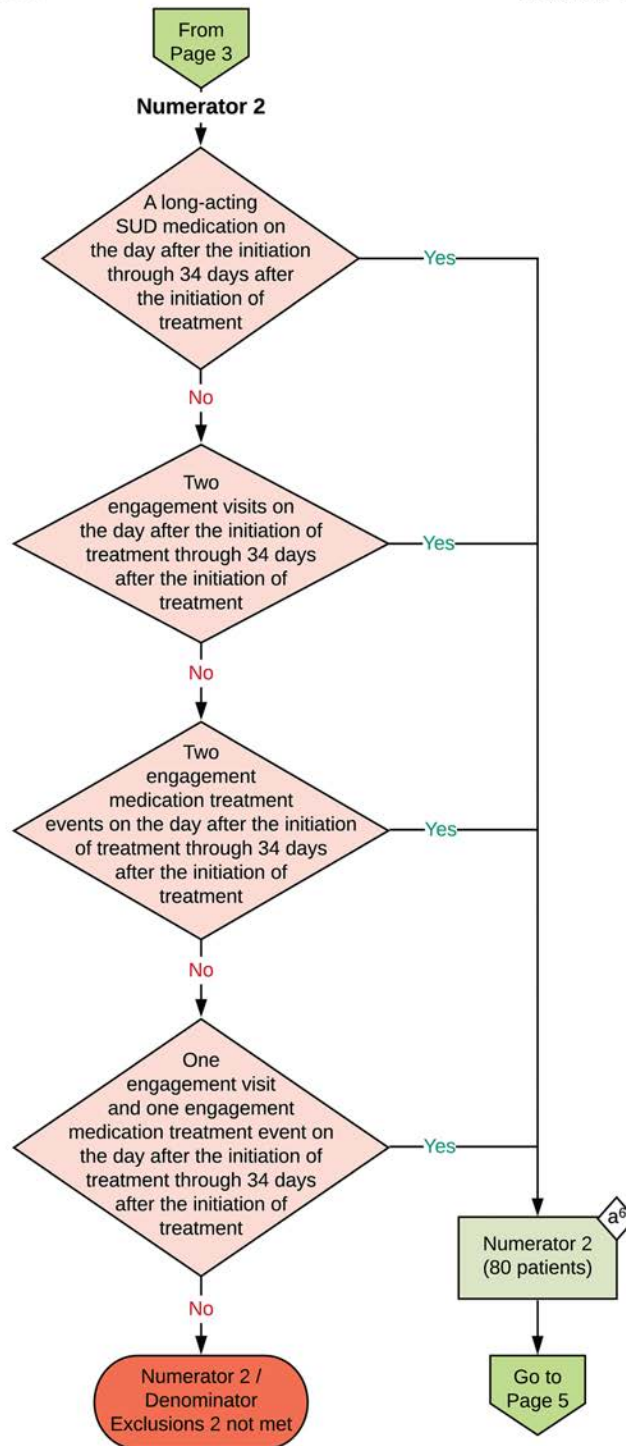 From
Page 3
Numerator 2
A long-acting
SUD medication on
the day after the initiation
through 34 days after
the initiation of
treatment
Yes
No
Two
engagement visits on
the day after the initiation of
treatment through 34 days
after the initiation of
treatment
Yes
No
Two
engagement
medication treatment
events on the day after the initiation
of treatment through 34 days
after the initiation of
treatment
Yes
No
One
engagement visit
and one engagement
medication treatment event on
the day after the initiation of
treatment through 34 days
after the initiation of
treatment
Yes
No
a⁶
Numerator 2
(80 patients)
Numerator 2 /
Denominator
Exclusions 2 not met
Go to
Page 5